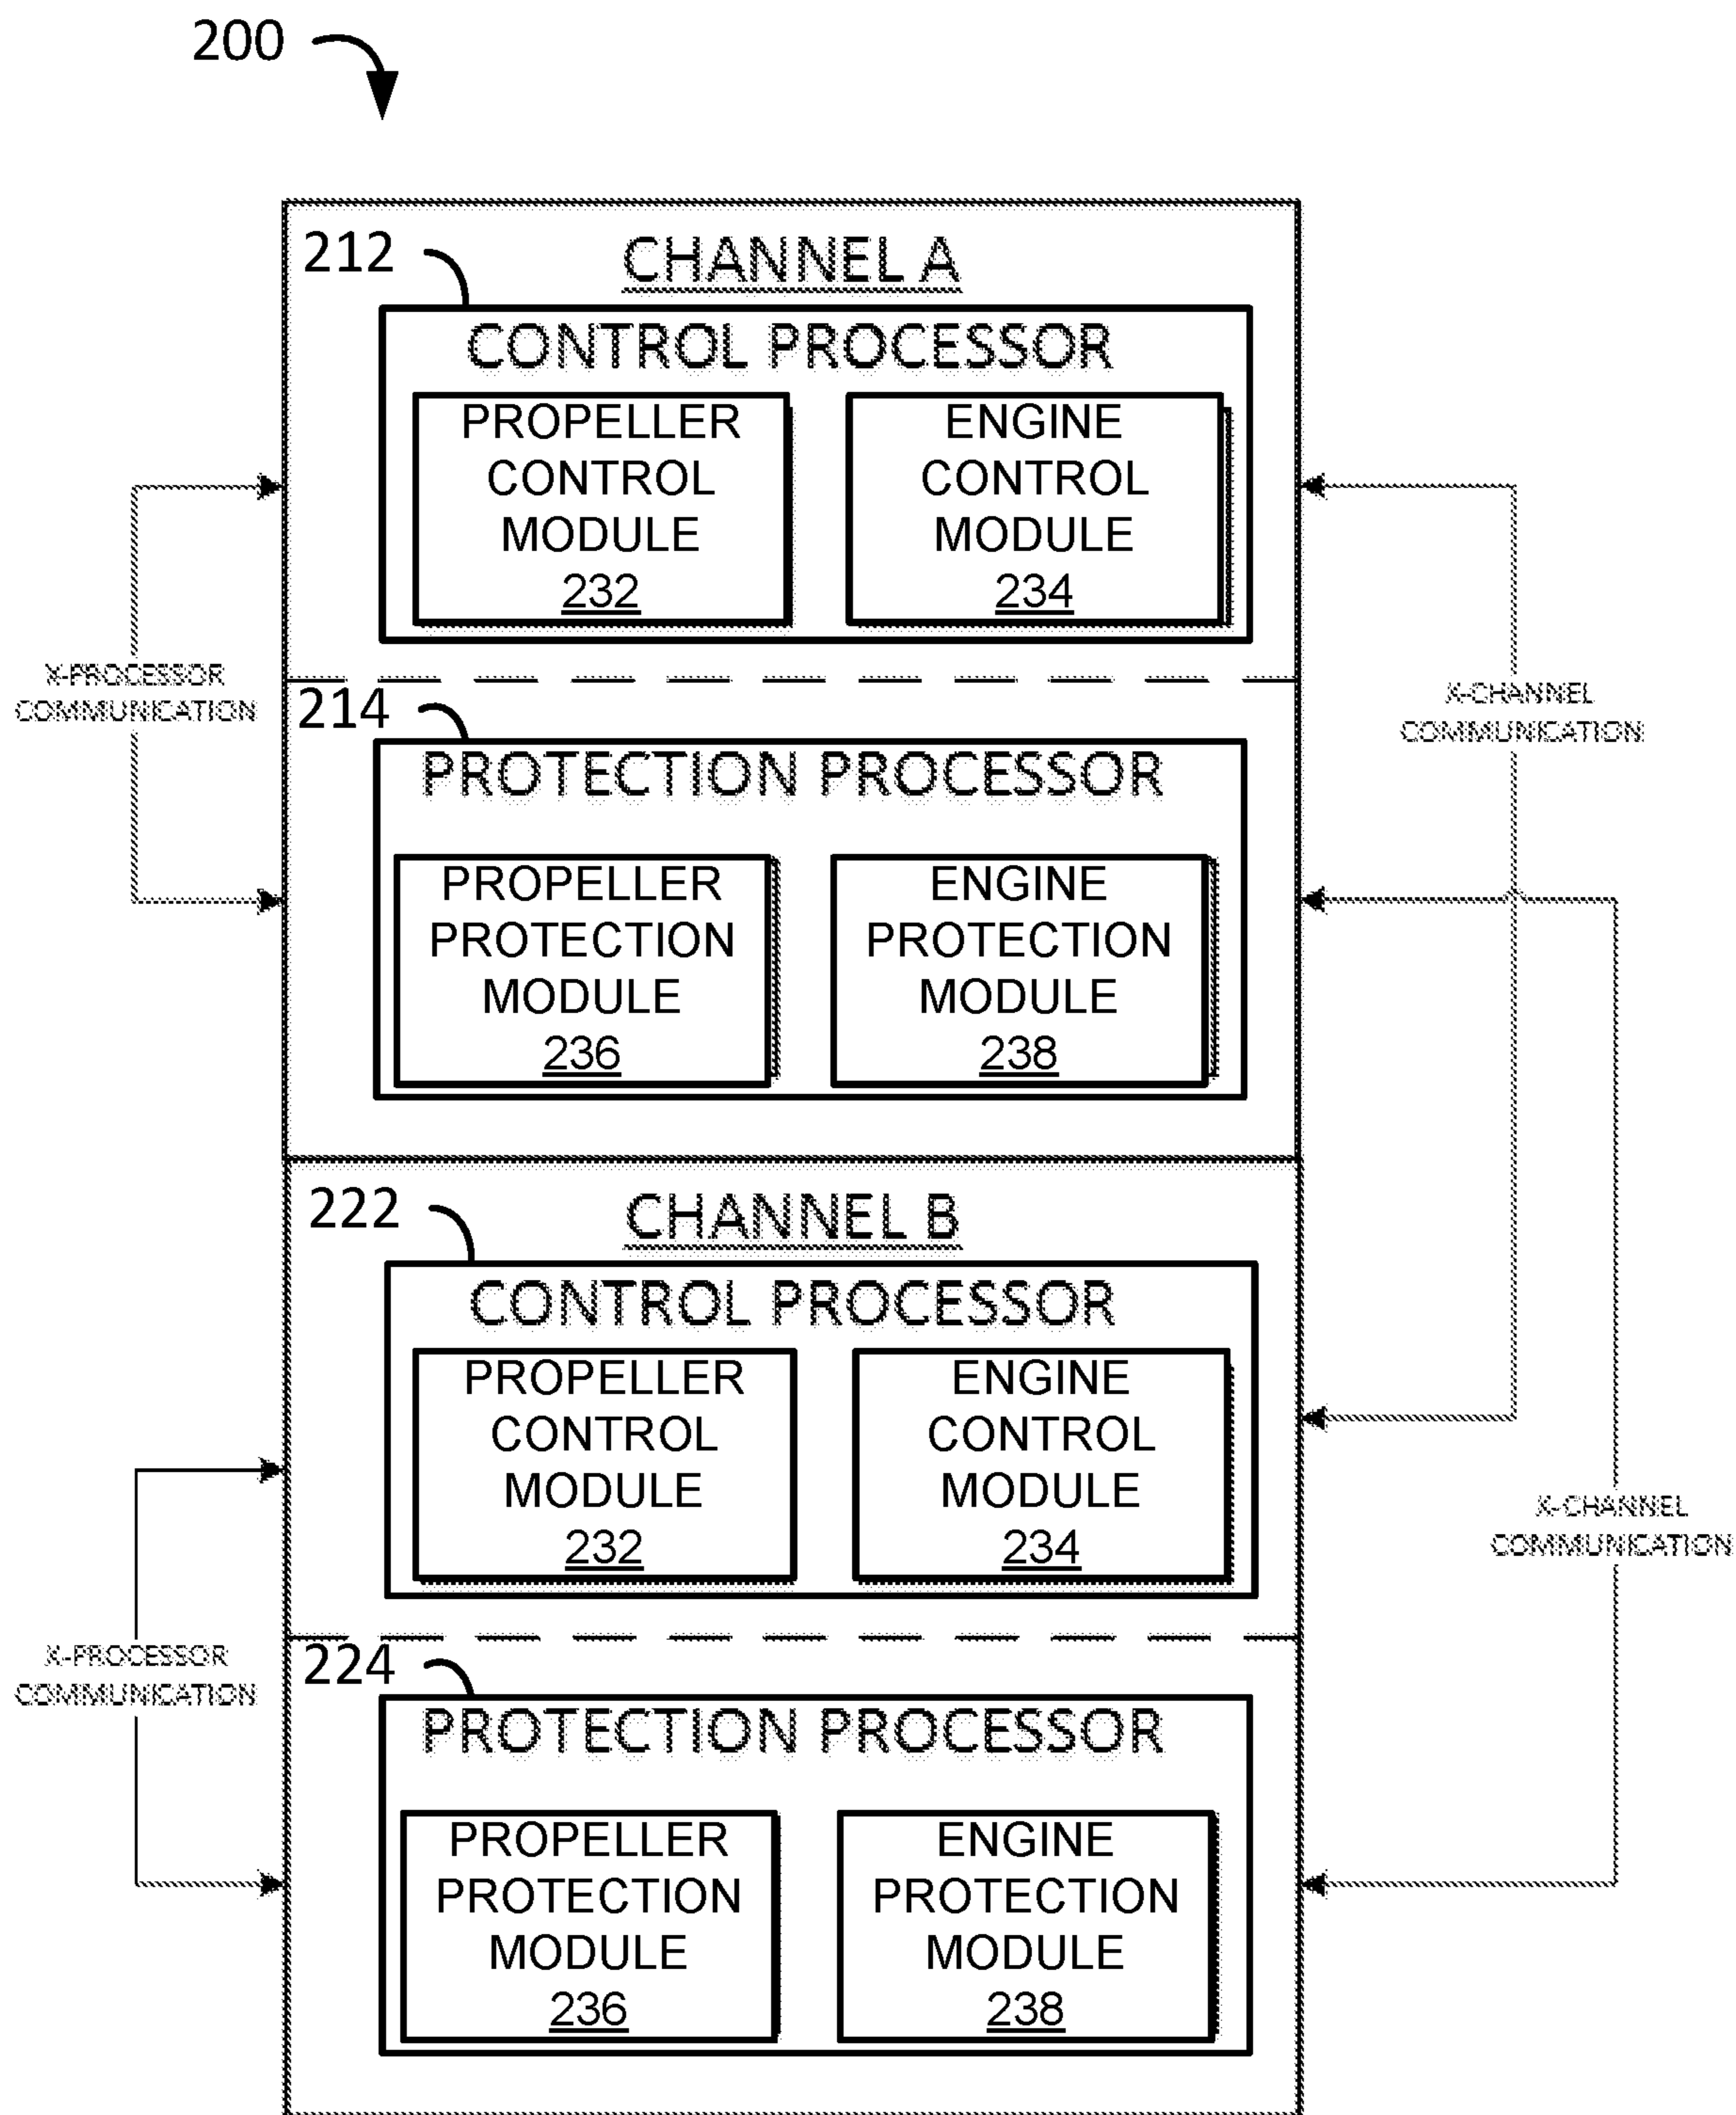 200
212
CHANNEL A
CONTROL PROCESSOR
PROPELLER
CONTROL
MODULE
232
ENGINE
CONTROL
MODULE
234
X-PROCESSOR
COMMUNICATION
X-CHANNEL
COMMUNICATION
214
PROTECTION PROCESSOR
PROPELLER
PROTECTION
MODULE
236
ENGINE
PROTECTION
MODULE
238
222
CHANNEL B
CONTROL PROCESSOR
PROPELLER
CONTROL
MODULE
232
ENGINE
CONTROL
MODULE
234
X-CHANNEL
COMMUNICATION
X-PROCESSOR
COMMUNICATION
224
PROTECTION PROCESSOR
PROPELLER
PROTECTION
MODULE
236
ENGINE
PROTECTION
MODULE
238